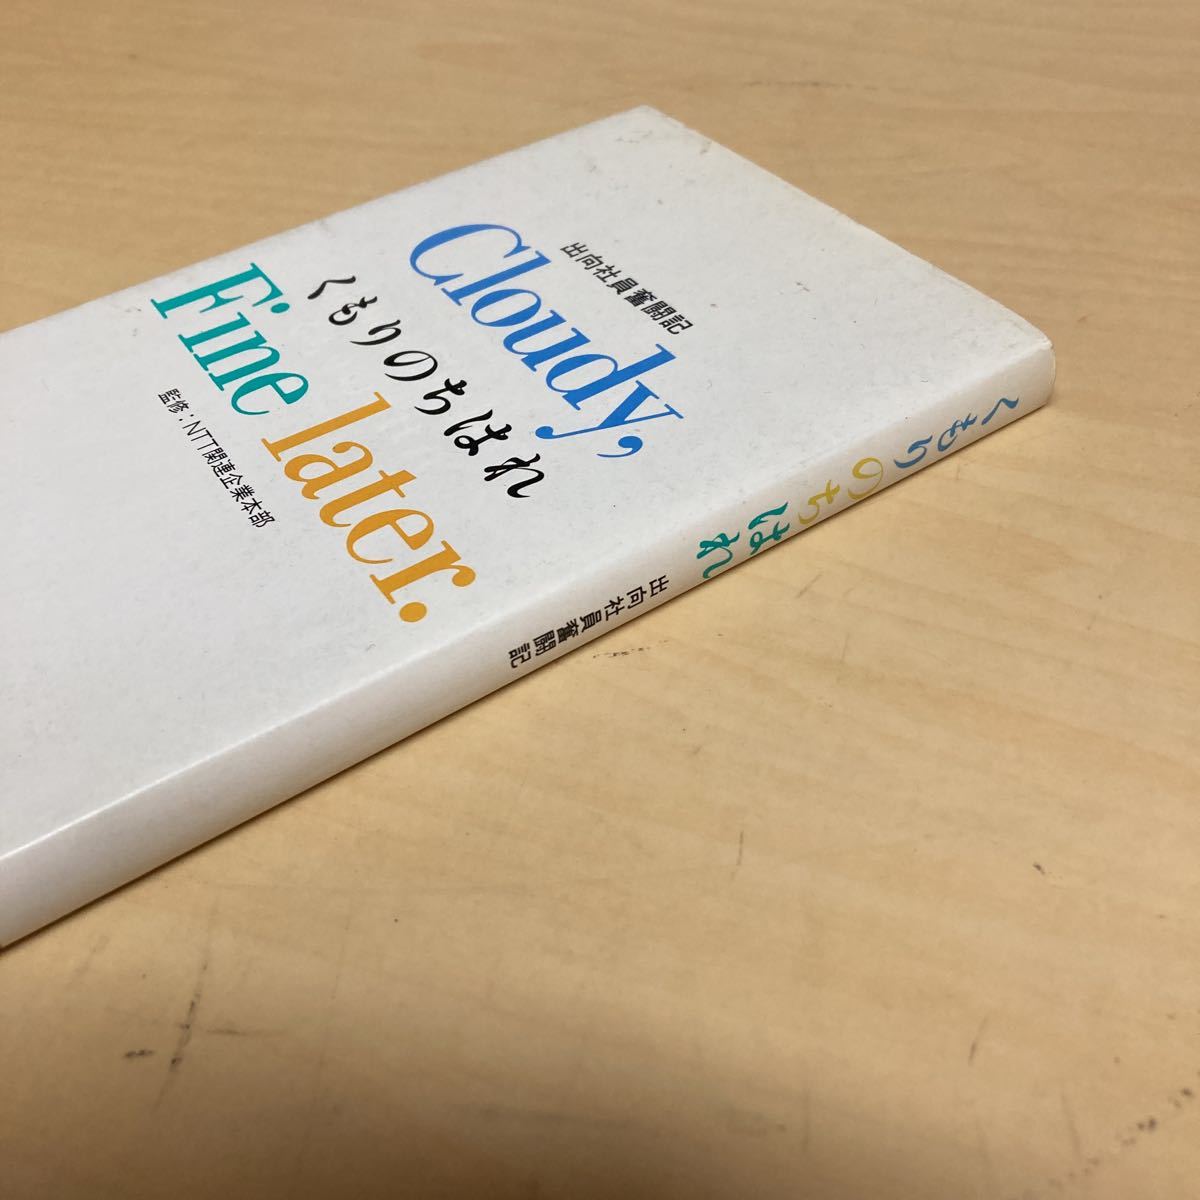 出向社員奮闘記
Cloudy,
くもりのちはれ
Fine later.
監修：NTT関連企業本部
くもりのちはれ
出向社員奮闘記